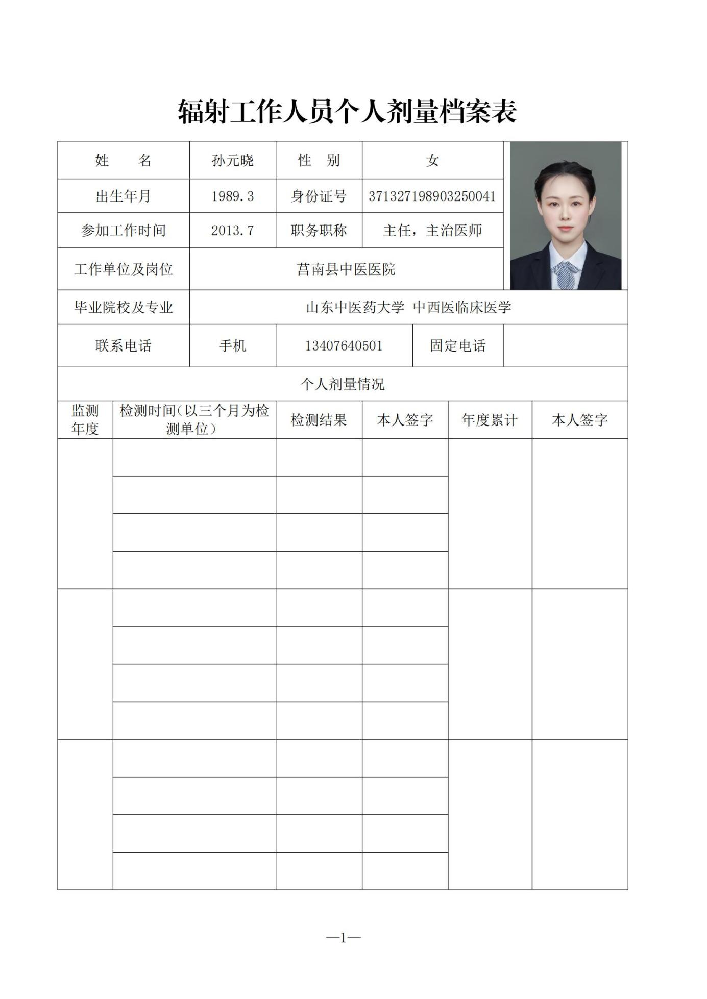 辐射工作人员个人剂量档案表
姓 名 孙元晓 性 别 女
出生年月 1989.3 身份证号 371327198903250041
参加工作时间 2013.7 职务职称 主任，主治医师
工作单位及岗位 莒南县中医医院
毕业院校及专业 山东中医药大学 中西医临床医学
联系电话 手机 13407640501 固定电话
个人剂量情况
监测年度 检测时间（以三个月为检测单位） 检测结果 本人签字 年度累计 本人签字
—1—